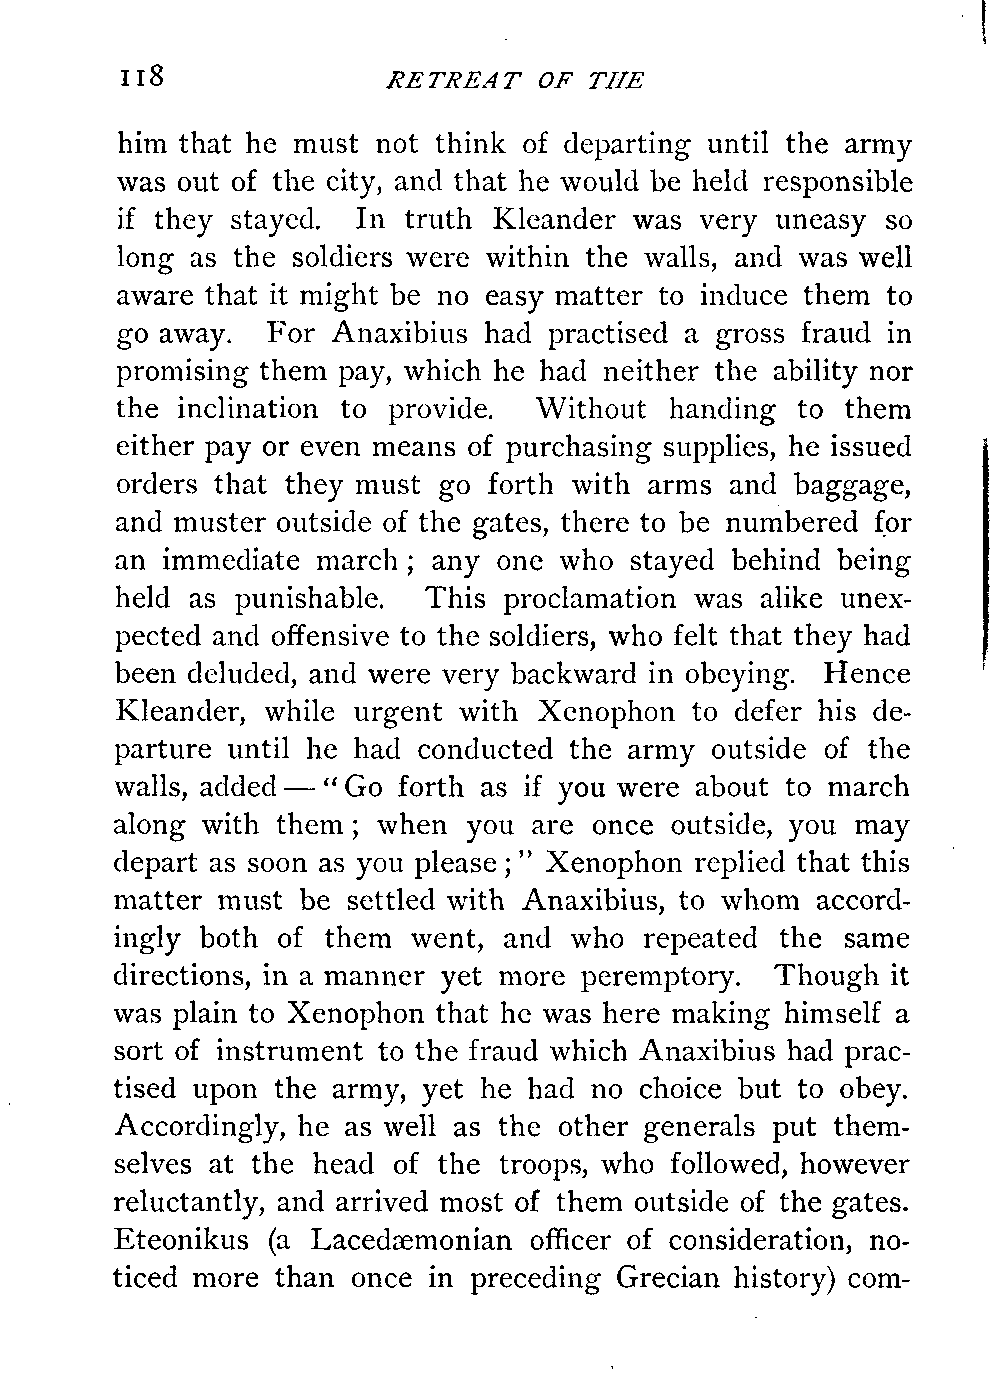 118 RETREAT OF THE
him that he must not think of departing until the army
was out of the city, and that he would be held responsible
if they stayed. In truth Kleander was very uneasy so
long as the soldiers were within the walls, and was well
aware that it might be no easy matter to induce them to
go away. For Anaxibius had practised a gross fraud in
promising them pay, which he had neither the ability nor
the inclination to provide. Without handing to them
either pay or even means of purchasing supplies, he issued
orders that they must go forth with arms and baggage,
and muster outside of the gates, there to be numbered for
an immediate march; any one who stayed behind being
held as punishable. This proclamation was alike unex-
pected and offensive to the soldiers, who felt that they had
been deluded, and were very backward in obeying. Hence
Kleander, while urgent with Xenophon to defer his de-
parture until he had conducted the army outside of the
walls, added — "Go forth as if you were about to march
along with them; when you are once outside, you may
depart as soon as you please;" Xenophon replied that this
matter must be settled with Anaxibius, to whom accord-
ingly both of them went, and who repeated the same
directions, in a manner yet more peremptory. Though it
was plain to Xenophon that he was here making himself a
sort of instrument to the fraud which Anaxibius had prac-
tised upon the army, yet he had no choice but to obey.
Accordingly, he as well as the other generals put them-
selves at the head of the troops, who followed, however
reluctantly, and arrived most of them outside of the gates.
Eteonikus (a Lacedæmonian officer of consideration, no-
ticed more than once in preceding Grecian history) com-